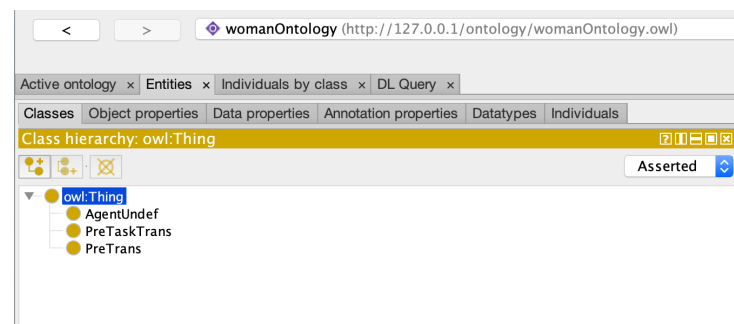 < > womanOntology (http://127.0.0.1/ontology/womanOntology.owl)
Active ontology × Entities × Individuals by class × DL Query ×
Classes Object properties Data properties Annotation properties Datatypes Individuals
Class hierarchy: owl:Thing
Asserted
owl:Thing
AgentUndef
PreTaskTrans
PreTrans